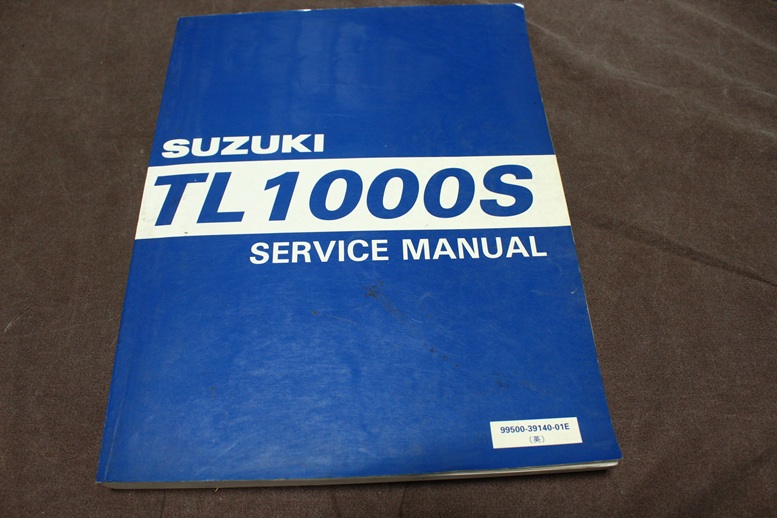 SUZUKI
TL1000S
SERVICE MANUAL
99500-39140-01E
(英)